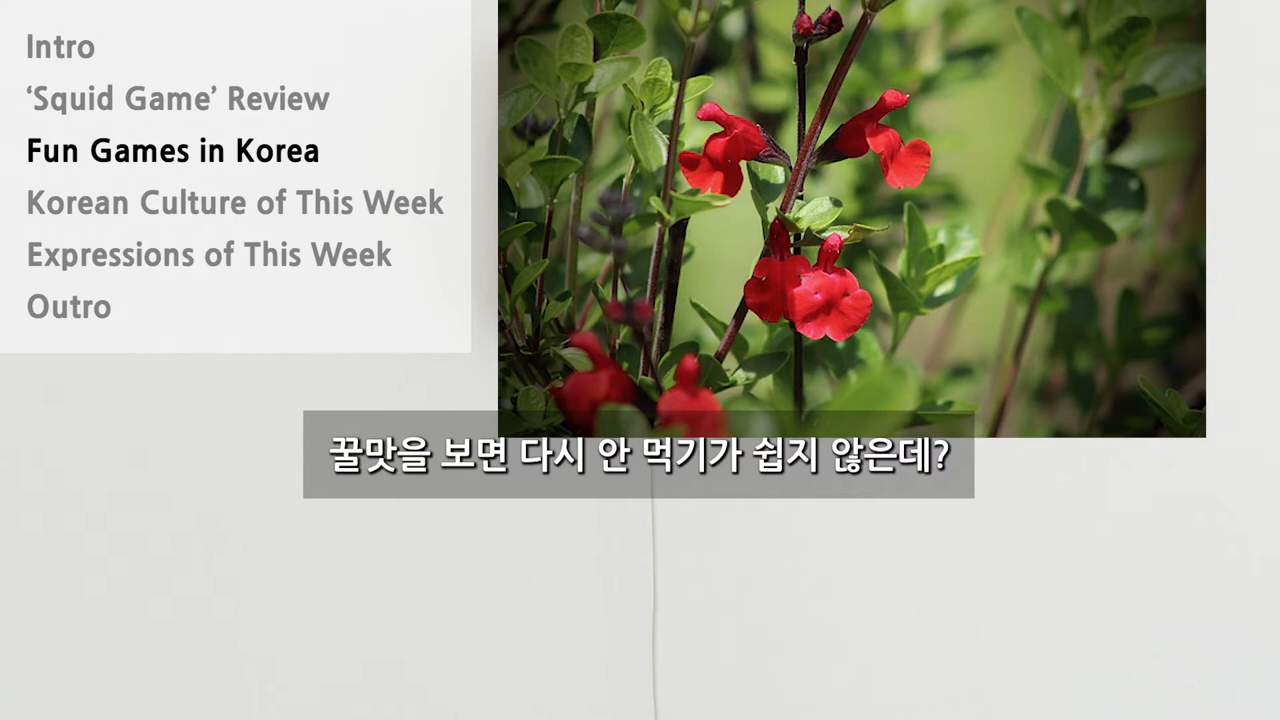 Intro
‘Squid Game’ Review
Fun Games in Korea
Korean Culture of This Week
Expressions of This Week
Outro
꿀맛을 보면 다시 안 먹기가 쉽지 않은데?